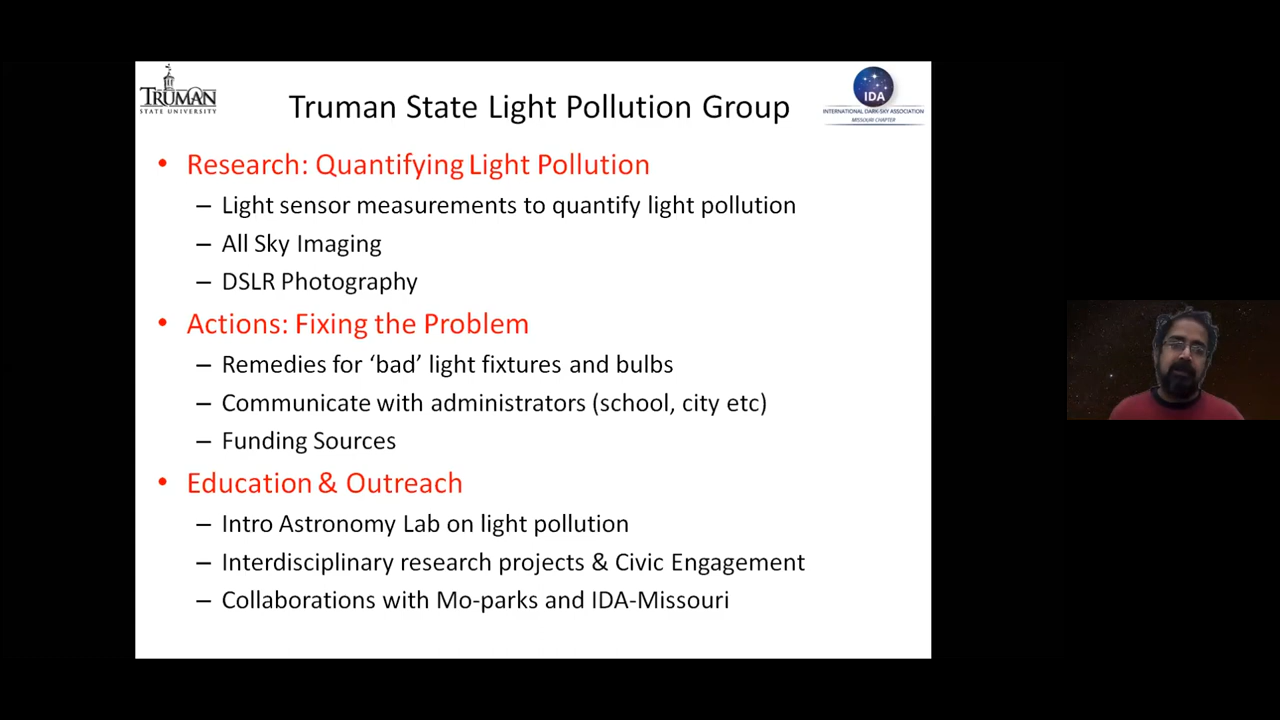 TRUMAN
STATE UNIVERSITY
Truman State Light Pollution Group
IDA
INTERNATIONAL DARK-SKY ASSOCIATION
MISSOURI CHAPTER
• Research: Quantifying Light Pollution
– Light sensor measurements to quantify light pollution
– All Sky Imaging
– DSLR Photography
• Actions: Fixing the Problem
– Remedies for ‘bad’ light fixtures and bulbs
– Communicate with administrators (school, city etc)
– Funding Sources
• Education & Outreach
– Intro Astronomy Lab on light pollution
– Interdisciplinary research projects & Civic Engagement
– Collaborations with Mo-parks and IDA-Missouri